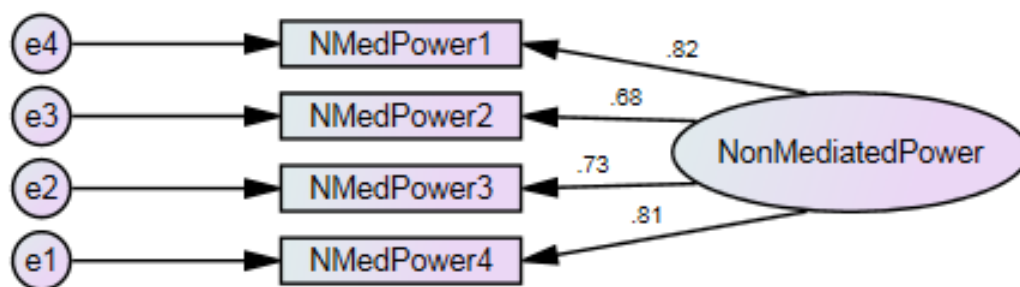 e4
NMedPower1
.82
e3
NMedPower2
.68
NonMediatedPower
e2
NMedPower3
.73
e1
NMedPower4
.81